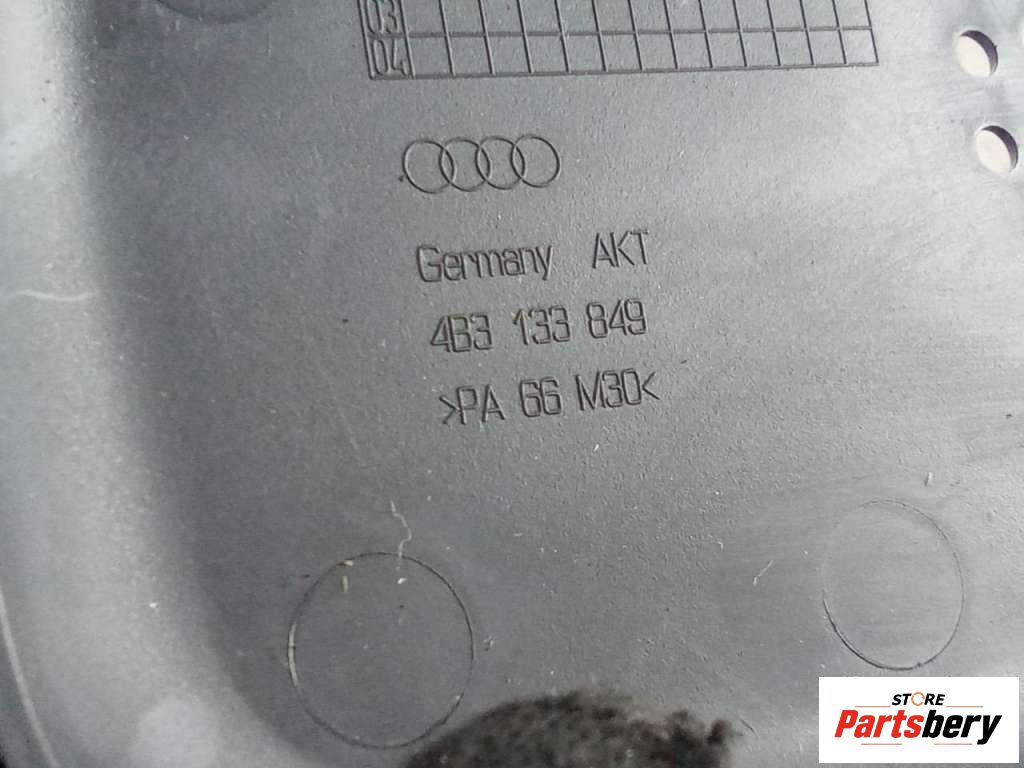 03
04
Germany AKT
4B3 133 849
>PA 66 M30<
STORE
Partsbery